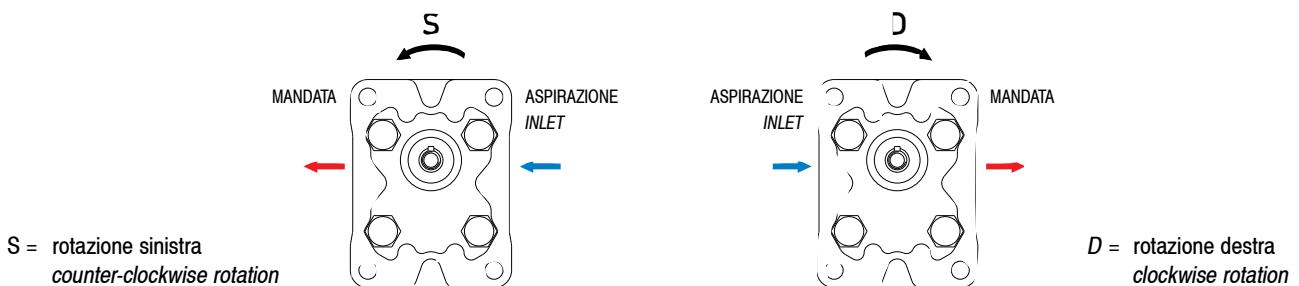 S
D
MANDATA
ASPIRAZIONE
INLET
ASPIRAZIONE
INLET
MANDATA
S = rotazione sinistra
counter-clockwise rotation
D = rotazione destra
clockwise rotation